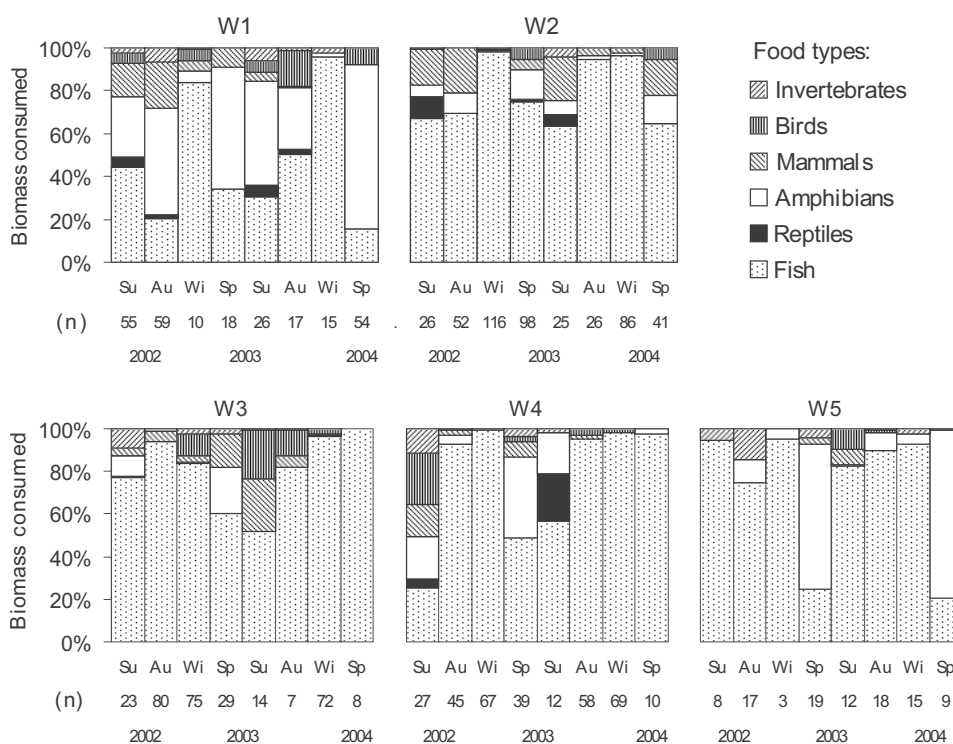 W1 W2
100% Food types:
80% Invertebrates
Birds
60% Mammals
40% Amphibians
20% Reptiles
0% Fish
Biomass consumed
Su Au Wi Sp Su Au Wi Sp Su Au Wi Sp Su Au Wi Sp
(n) 55 59 10 18 26 17 15 54 . 26 52 116 98 25 26 86 41
2002 2003 2004 2002 2003 2004
W3 W4 W5
100%
80%
60%
40%
20%
0%
Biomass consumed
Su Au Wi Sp Su Au Wi Sp Su Au Wi Sp Su Au Wi Sp Su Au Wi Sp Su Au Wi Sp
(n) 23 80 75 29 14 7 72 8 27 45 67 39 12 58 69 10 8 17 3 19 12 18 15 9
2002 2003 2004 2002 2003 2004 2002 2003 2004